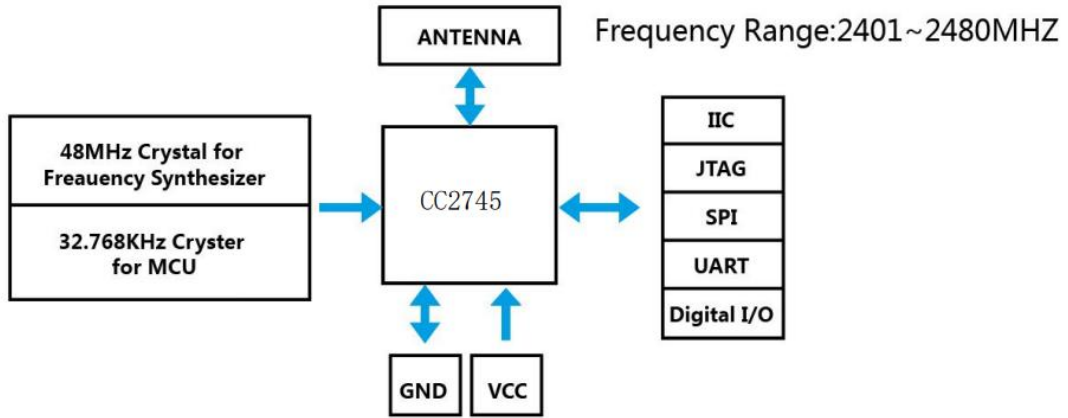 ANTENNA
Frequency Range:2401~2480MHZ
48MHz Crystal for
Freauency Synthesizer
32.768KHz Cryster
for MCU
CC2745
IIC
JTAG
SPI
UART
Digital I/O
GND
VCC